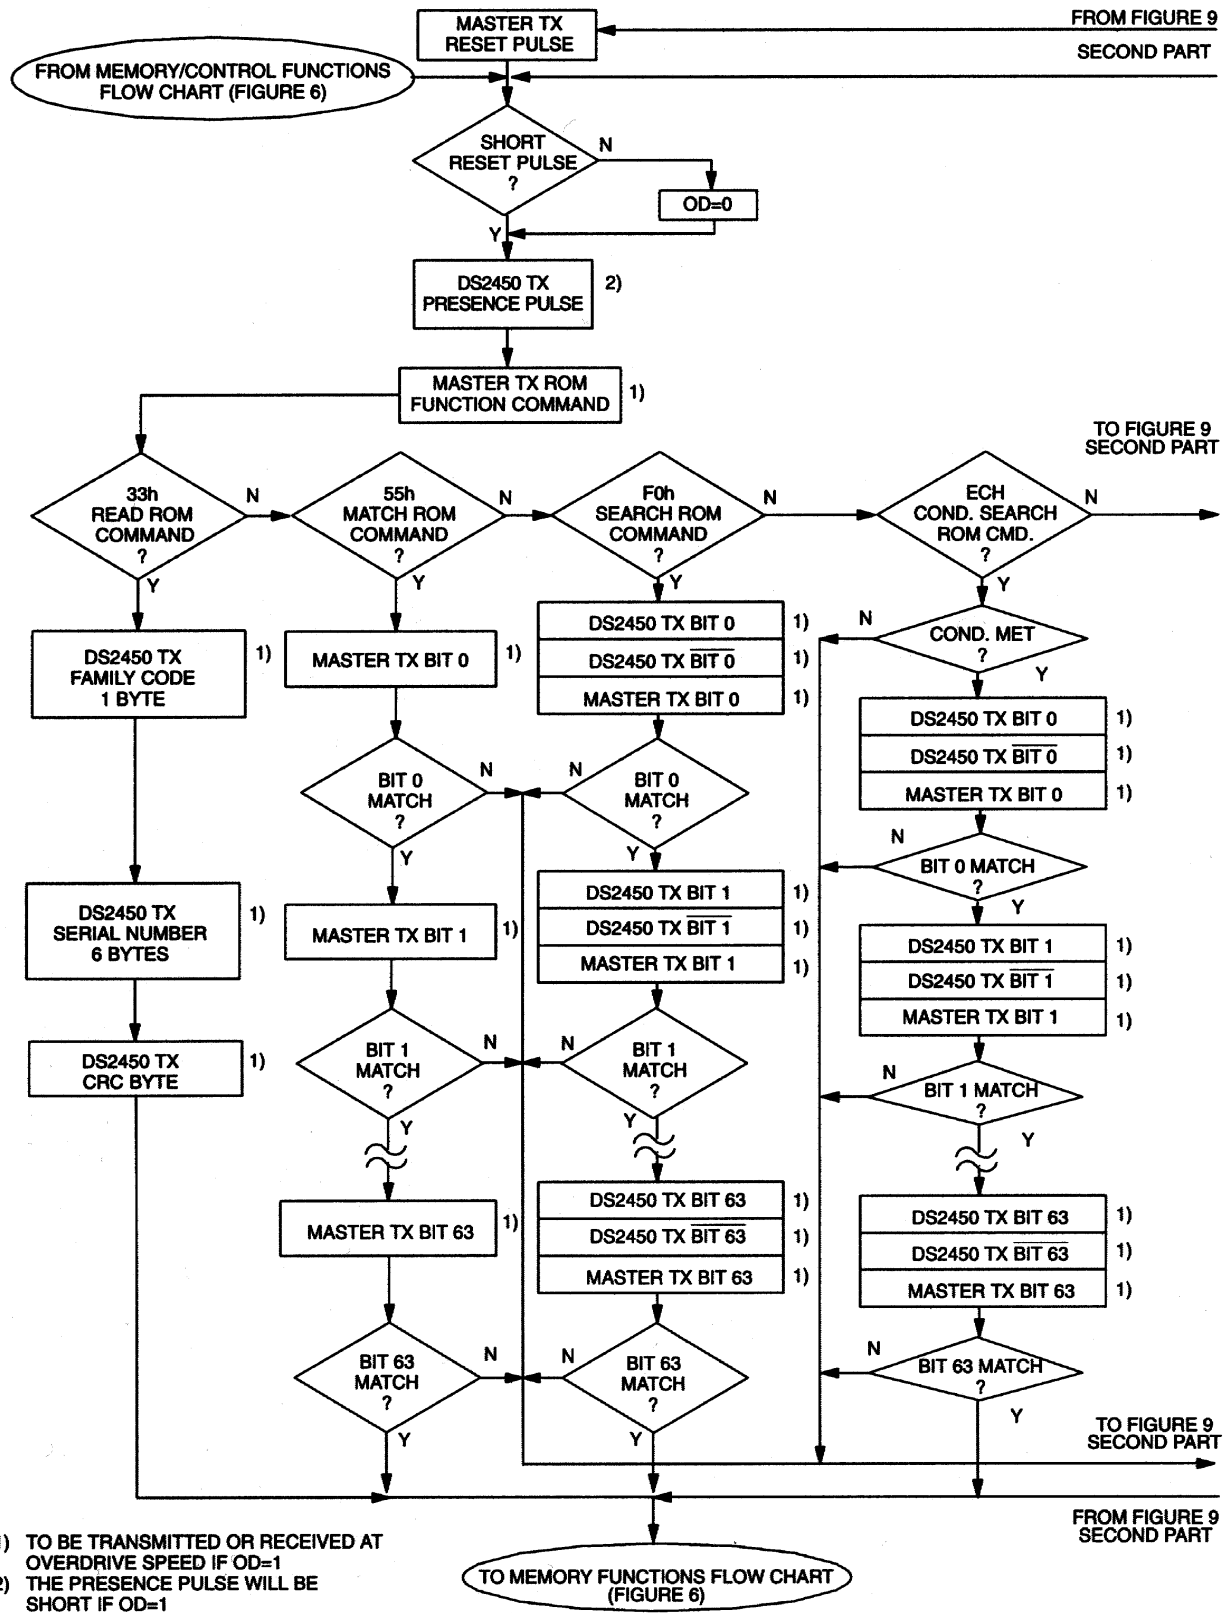 MASTER TX
RESET PULSE
FROM FIGURE 9
SECOND PART
FROM MEMORY/CONTROL FUNCTIONS
FLOW CHART (FIGURE 6)
SHORT
RESET PULSE
?
N
OD=0
Y
DS2450 TX
PRESENCE PULSE
2)
MASTER TX ROM
FUNCTION COMMAND
1)
TO FIGURE 9
SECOND PART
33h
READ ROM
COMMAND
?
N
Y
55h
MATCH ROM
COMMAND
?
N
Y
F0h
SEARCH ROM
COMMAND
?
N
Y
ECH
COND. SEARCH
ROM CMD.
?
N
Y
DS2450 TX
FAMILY CODE
1 BYTE
1)
DS2450 TX
SERIAL NUMBER
6 BYTES
1)
DS2450 TX
CRC BYTE
1)
MASTER TX BIT 0
1)
BIT 0
MATCH
?
N
Y
MASTER TX BIT 1
1)
BIT 1
MATCH
?
N
Y
MASTER TX BIT 63
1)
BIT 63
MATCH
?
N
Y
DS2450 TX BIT 0
1)
DS2450 TX BIT 0
1)
MASTER TX BIT 0
1)
N
BIT 0
MATCH
?
Y
DS2450 TX BIT 1
1)
DS2450 TX BIT 1
1)
MASTER TX BIT 1
1)
N
BIT 1
MATCH
?
Y
DS2450 TX BIT 63
1)
DS2450 TX BIT 63
1)
MASTER TX BIT 63
1)
N
BIT 63
MATCH
?
Y
N
COND. MET
?
Y
DS2450 TX BIT 0
1)
DS2450 TX BIT 0
1)
MASTER TX BIT 0
1)
N
BIT 0 MATCH
?
Y
DS2450 TX BIT 1
1)
DS2450 TX BIT 1
1)
MASTER TX BIT 1
1)
N
BIT 1 MATCH
?
Y
DS2450 TX BIT 63
1)
DS2450 TX BIT 63
1)
MASTER TX BIT 63
1)
N
BIT 63 MATCH
?
Y
TO FIGURE 9
SECOND PART
FROM FIGURE 9
SECOND PART
TO MEMORY FUNCTIONS FLOW CHART
(FIGURE 6)
1) TO BE TRANSMITTED OR RECEIVED AT
OVERDRIVE SPEED IF OD=1
2) THE PRESENCE PULSE WILL BE
SHORT IF OD=1